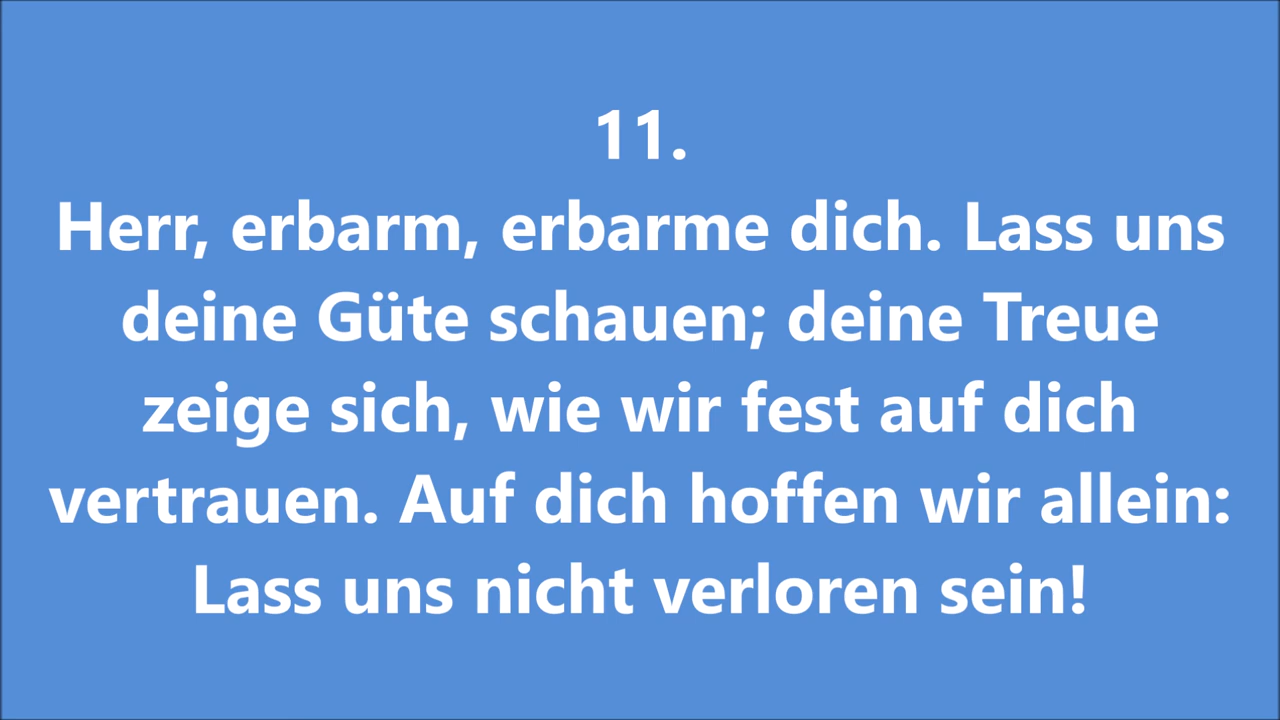 11.
Herr, erbarm, erbarme dich. Lass uns
deine Güte schauen; deine Treue
zeige sich, wie wir fest auf dich
vertrauen. Auf dich hoffen wir allein:
Lass uns nicht verloren sein!